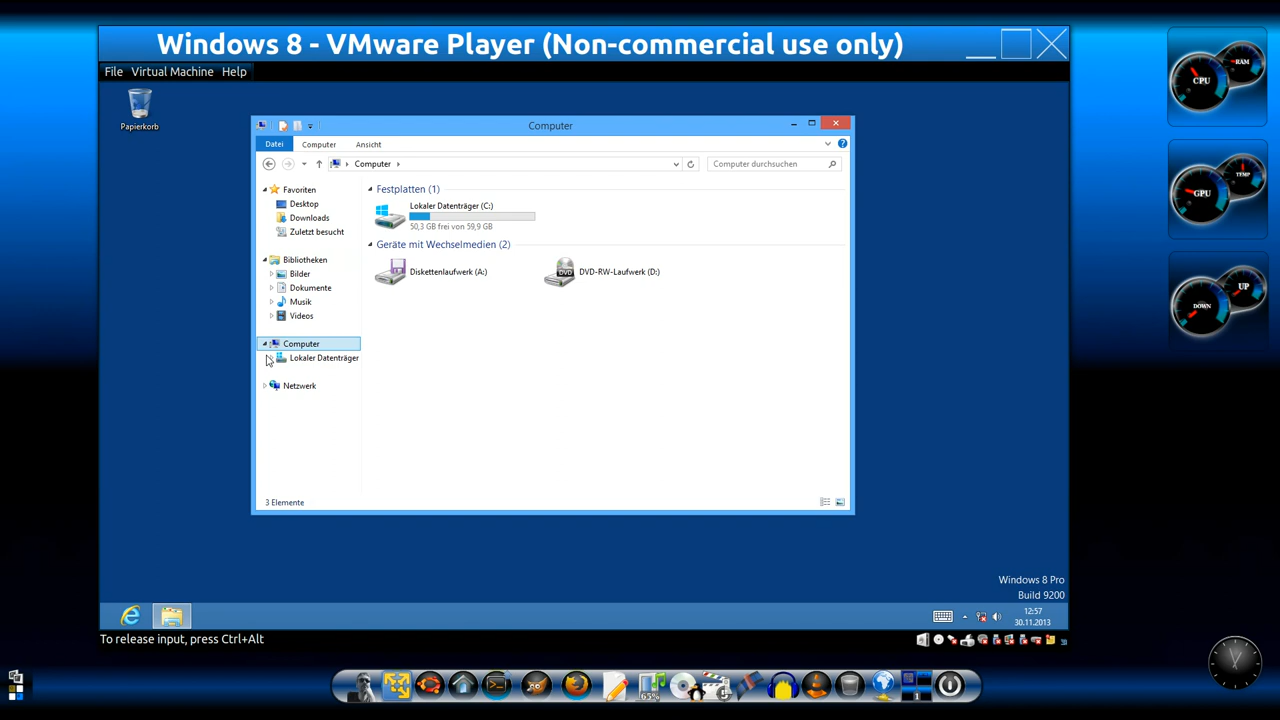 Windows 8 - VMware Player (Non-commercial use only)
File Virtual Machine Help
Papierkorb
Computer
Datei Computer Ansicht
Computer
Computer durchsuchen
Favoriten
Desktop
Downloads
Zuletzt besucht
Bibliotheken
Bilder
Dokumente
Musik
Videos
Computer
Lokaler Datenträger
Netzwerk
Festplatten (1)
Lokaler Datenträger (C:)
50,3 GB frei von 59,9 GB
Geräte mit Wechselmedien (2)
Diskettenlaufwerk (A:)
DVD
DVD-RW-Laufwerk (D:)
3 Elemente
Windows 8 Pro
Build 9200
12:57
30.11.2013
To release input, press Ctrl+Alt
CPU
RAM
GPU
TEMP
DOWN
UP
65%
1